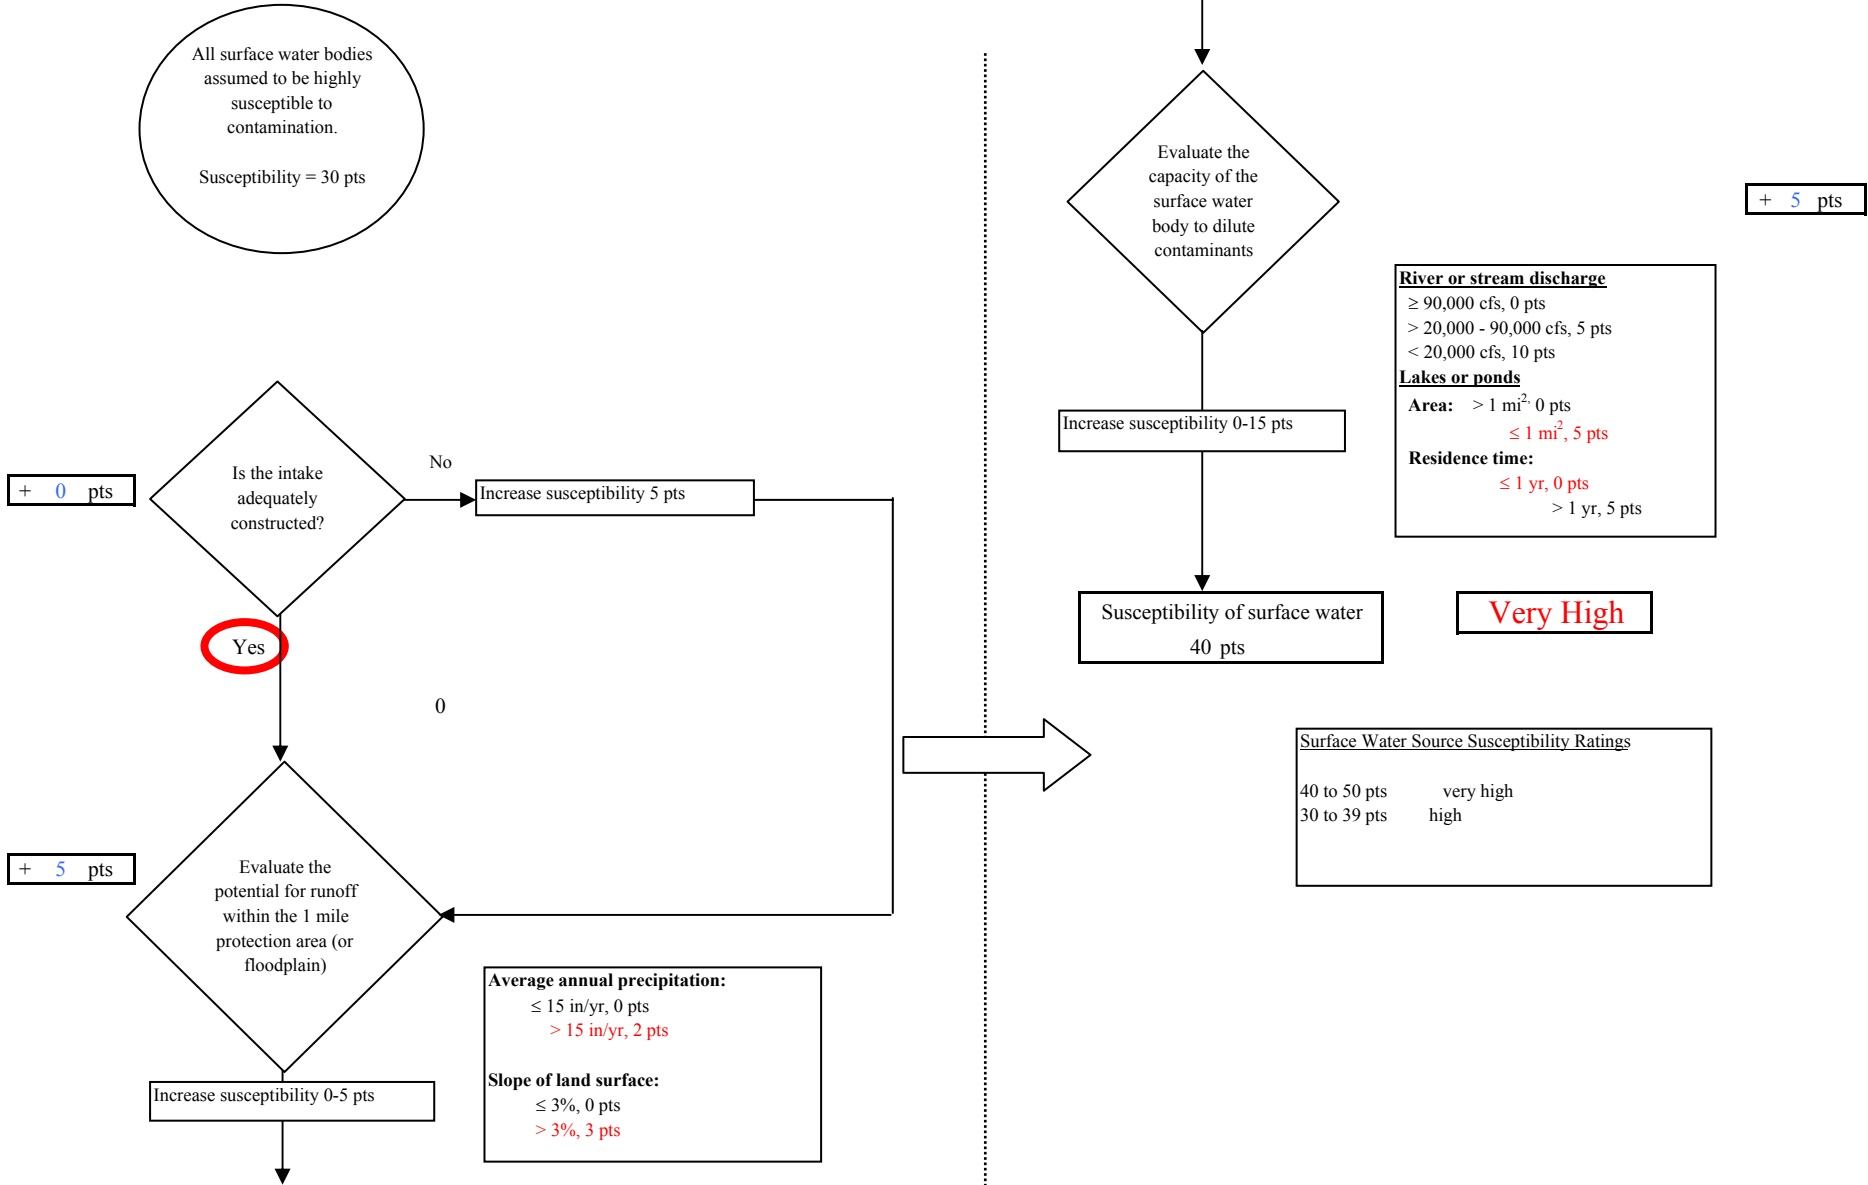 All surface water bodies
assumed to be highly
susceptible to
contamination.
Susceptibility = 30 pts
+ 0 pts
Is the intake
adequately
constructed?
No
Increase susceptibility 5 pts
Yes
0
+ 5 pts
Evaluate the
potential for runoff
within the 1 mile
protection area (or
floodplain)
Average annual precipitation:
≤ 15 in/yr, 0 pts
> 15 in/yr, 2 pts
Slope of land surface:
≤ 3%, 0 pts
> 3%, 3 pts
Increase susceptibility 0-5 pts
Evaluate the
capacity of the
surface water
body to dilute
contaminants
+ 5 pts
River or stream discharge
≥ 90,000 cfs, 0 pts
> 20,000 - 90,000 cfs, 5 pts
< 20,000 cfs, 10 pts
Lakes or ponds
Area: > 1 mi², 0 pts
≤ 1 mi², 5 pts
Residence time:
≤ 1 yr, 0 pts
> 1 yr, 5 pts
Increase susceptibility 0-15 pts
Susceptibility of surface water
40 pts
Very High
Surface Water Source Susceptibility Ratings
40 to 50 pts very high
30 to 39 pts high